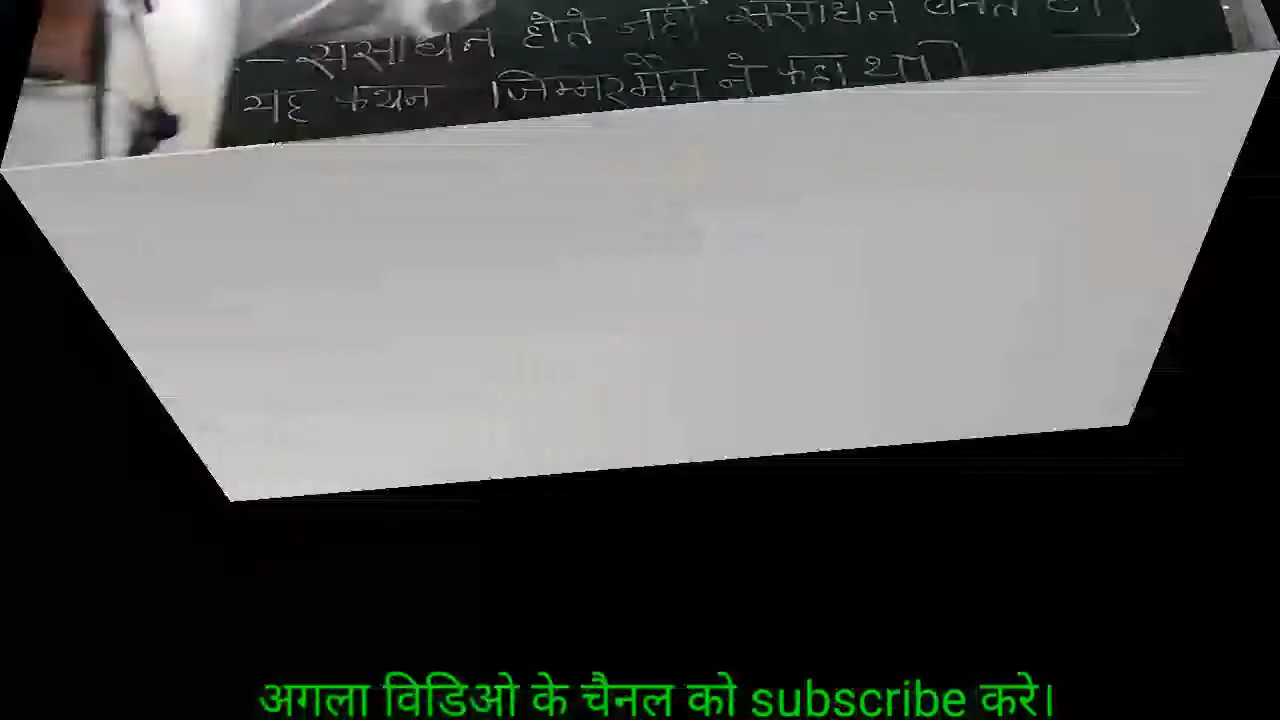 - संसाधन होते नहीं संसाधन बनते है।]
यह कथन जिम्मरमैन ने कहा था]
अगला विडिओ के चैनल को subscribe करे।